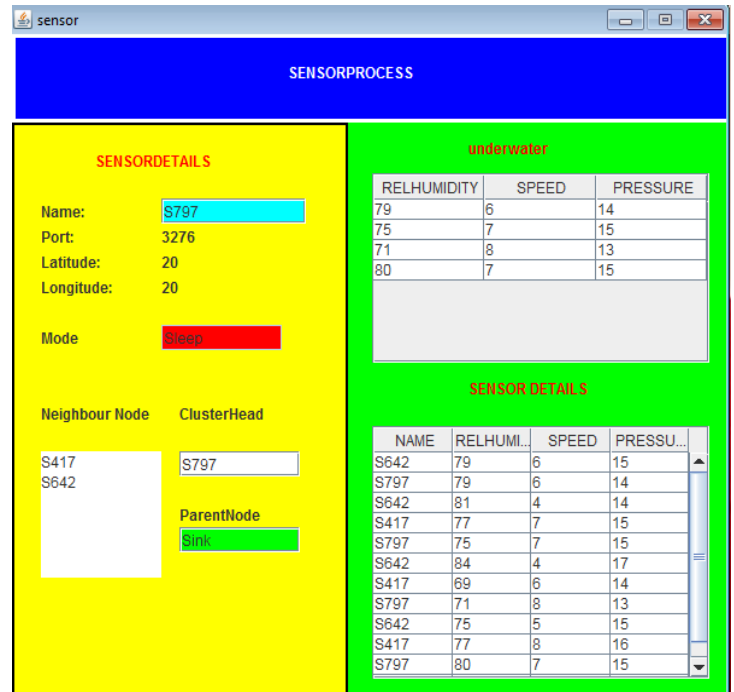 sensor
SENSORPROCESS
SENSORDETAILS
Name: S797
Port: 3276
Latitude: 20
Longitude: 20
Mode Sleep
Neighbour Node ClusterHead
S417
S642
S797
ParentNode
Sink
underwater
RELHUMIDITY SPEED PRESSURE
79 6 14
75 7 15
71 8 13
80 7 15
SENSOR DETAILS
NAME RELHUMI... SPEED PRESSU...
S642 79 6 15
S797 79 6 14
S642 81 4 14
S417 77 7 15
S797 75 7 15
S642 84 4 17
S417 69 6 14
S797 71 8 13
S642 75 5 15
S417 77 8 16
S797 80 7 15